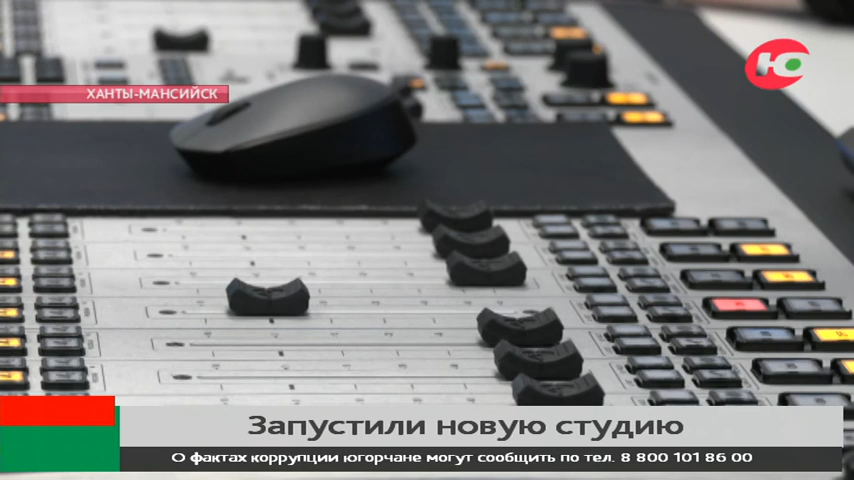 Ю
ХАНТЫ-МАНСИЙСК
Запустили новую студию
О фактах коррупции югорчане могут сообщить по тел. 8 800 101 86 00